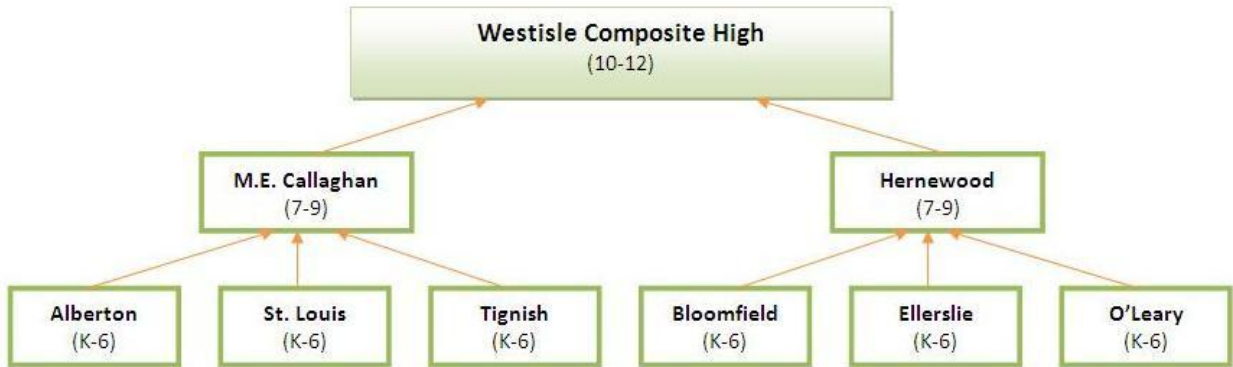 Westisle Composite High
(10-12)
M.E. Callaghan
(7-9)
Hernewood
(7-9)
Alberton
(K-6)
St. Louis
(K-6)
Tignish
(K-6)
Bloomfield
(K-6)
Ellerslie
(K-6)
O’Leary
(K-6)